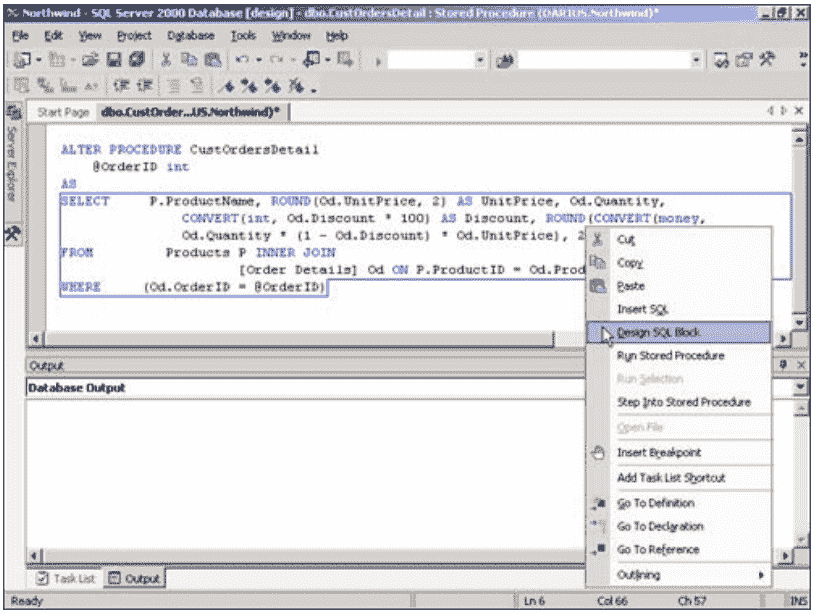 Northwind - SQL Server 2000 Database [design] - dbo.CustOrdersDetail : Stored Procedure (DARIUS.Northwind)*
File Edit View Project Database Tools Window Help
Start Page dbo.CustOrder...US.Northwind)*
Server Explorer
ALTER PROCEDURE CustOrdersDetail
@OrderID int
AS
SELECT P.ProductName, ROUND(Od.UnitPrice, 2) AS UnitPrice, Od.Quantity,
CONVERT(int, Od.Discount * 100) AS Discount, ROUND(CONVERT(money,
Od.Quantity * (1 - Od.Discount) * Od.UnitPrice), 2
FROM Products P INNER JOIN
[Order Details] Od ON P.ProductID = Od.Prod
WHERE (Od.OrderID = @OrderID)
Cut
Copy
Paste
Insert SQL
Design SQL Block
Run Stored Procedure
Run Selection
Step Into Stored Procedure
Open File
Insert Breakpoint
Add Task List Shortcut
Go To Definition
Go To Declaration
Go To Reference
Outlining
Output
Database Output
Task List Output
Ready Ln 6 Col 66 Ch 57 INS